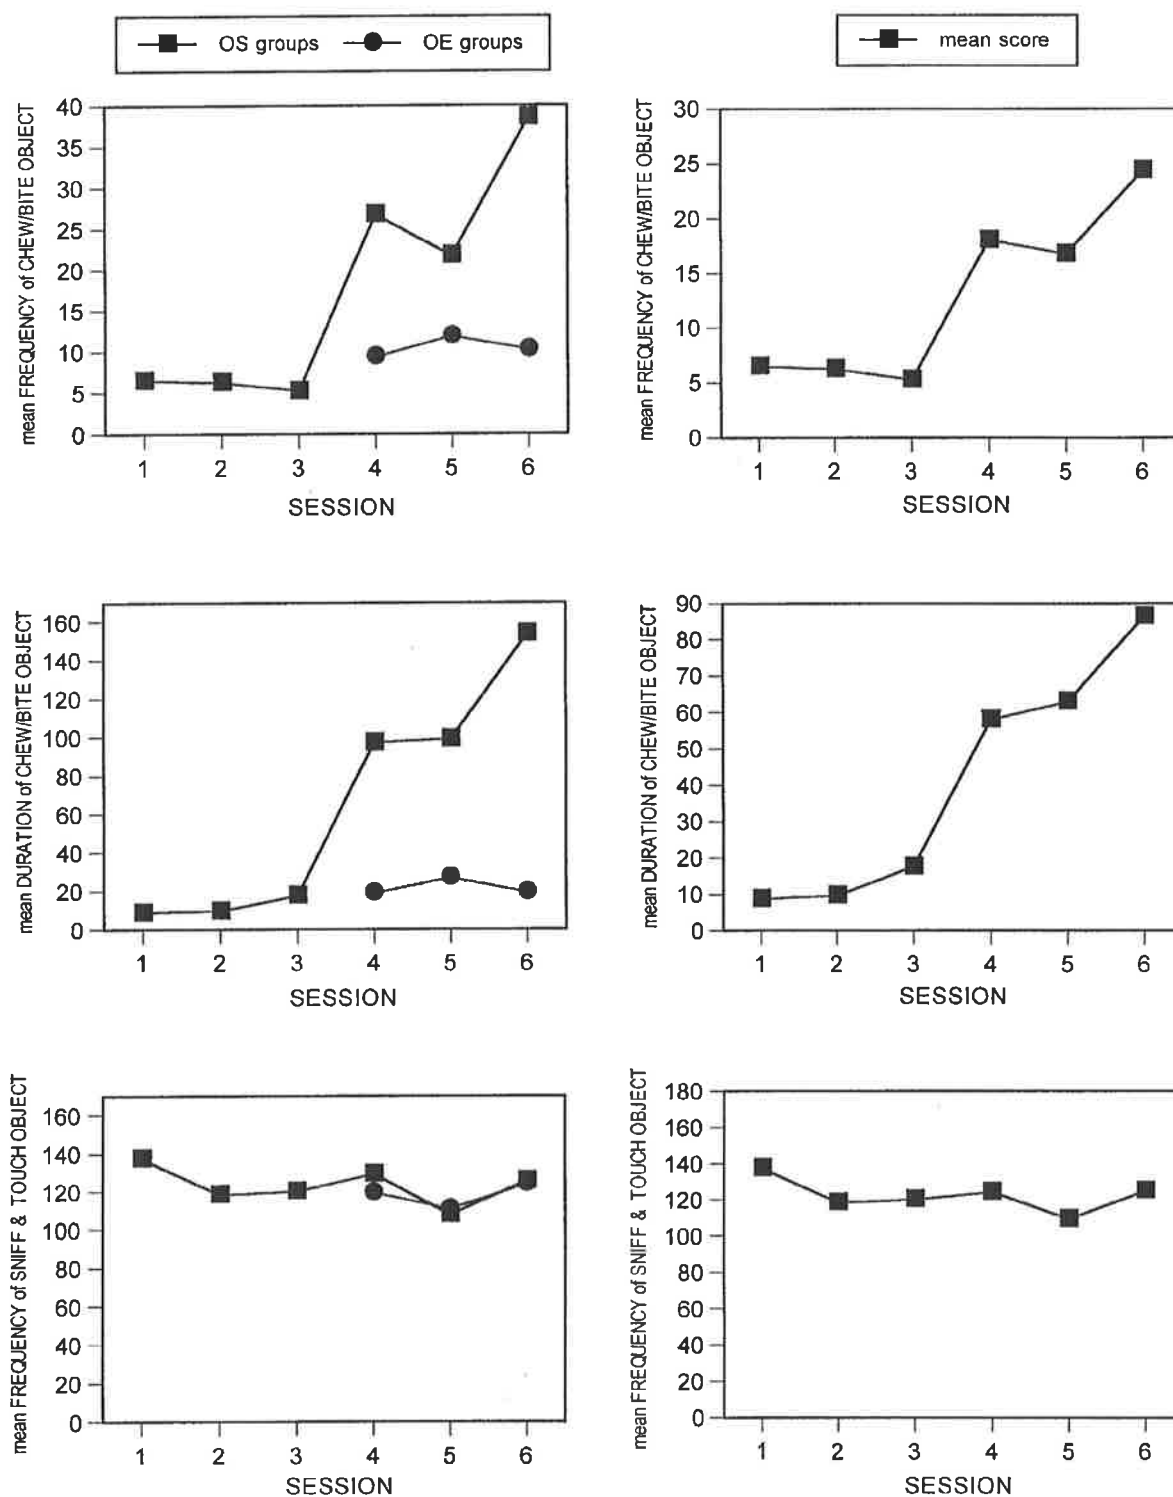 OS groups OE groups
mean score
mean FREQUENCY of CHEW/BITE OBJECT
40
35
30
25
20
15
10
5
0
1 2 3 4 5 6
SESSION
mean FREQUENCY of CHEW/BITE OBJECT
30
25
20
15
10
5
0
1 2 3 4 5 6
SESSION
mean DURATION of CHEW/BITE OBJECT
160
140
120
100
80
60
40
20
0
1 2 3 4 5 6
SESSION
mean DURATION of CHEW/BITE OBJECT
90
80
70
60
50
40
30
20
10
0
1 2 3 4 5 6
SESSION
mean FREQUENCY of SNIFF & TOUCH OBJECT
160
140
120
100
80
60
40
20
0
1 2 3 4 5 6
SESSION
mean FREQUENCY of SNIFF & TOUCH OBJECT
180
160
140
120
100
80
60
40
20
0
1 2 3 4 5 6
SESSION